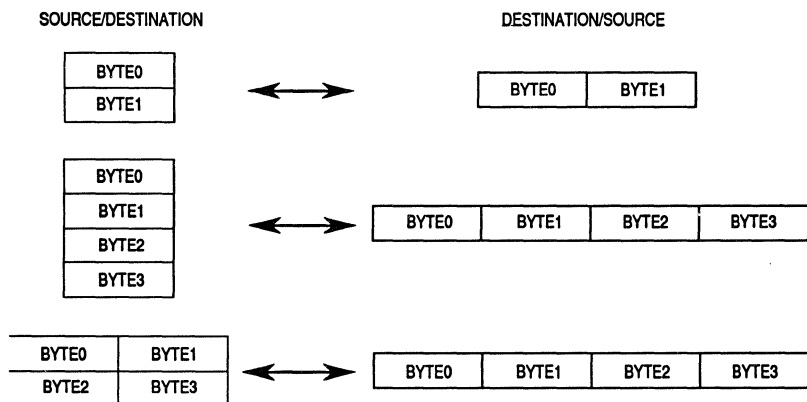 SOURCE/DESTINATION DESTINATION/SOURCE
BYTE0
BYTE1
BYTE0 BYTE1
BYTE0
BYTE1
BYTE2
BYTE3
BYTE0 BYTE1 BYTE2 BYTE3
BYTE0 BYTE1
BYTE2 BYTE3
BYTE0 BYTE1 BYTE2 BYTE3